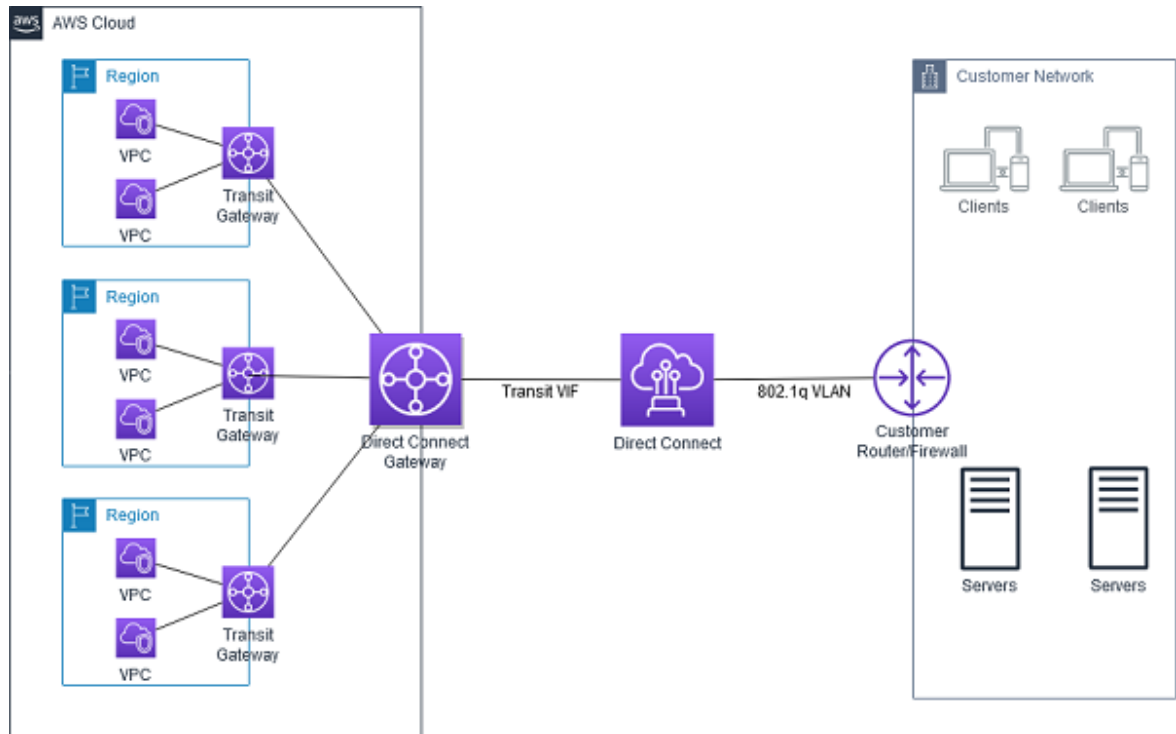 aws
AWS Cloud
Region
VPC
VPC
Transit
Gateway
Region
VPC
VPC
Transit
Gateway
Region
VPC
VPC
Transit
Gateway
Direct Connect
Gateway
Transit VIF
Direct Connect
802.1q VLAN
Customer
Router/Firewall
Customer Network
Clients
Clients
Servers
Servers